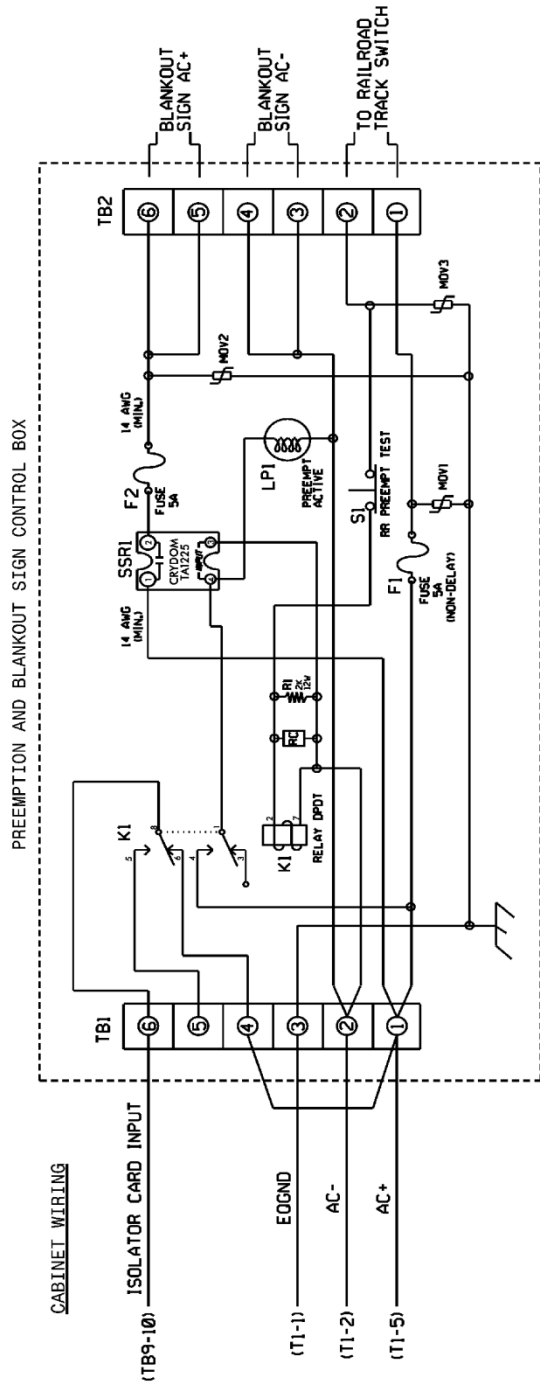 PREEMPTION AND BLANKOUT SIGN CONTROL BOX
CABINET WIRING
TB1
TB2
6
5
4
3
2
1
ISOLATOR CARD INPUT
(TB9-10)
EQGND
(T1-1)
AC-
(T1-2)
AC+
(T1-5)
K1
5
8
6
4
1
3
K1
2
7
RELAY DPDT
RC
R1
2K
12W
14 AWG
(MIN.)
SSR1
1
2
CRYDOM
TA1225
INPUT
4
3
F2
FUSE
5A
14 AWG
(MIN.)
MOV2
LP1
PREEMPT
ACTIVE
S1
RR PREEMPT TEST
F1
FUSE
5A
(NON-DELAY)
MOV1
MOV3
6
5
4
3
2
1
BLANKOUT
SIGN AC+
BLANKOUT
SIGN AC-
TO RAILROAD
TRACK SWITCH